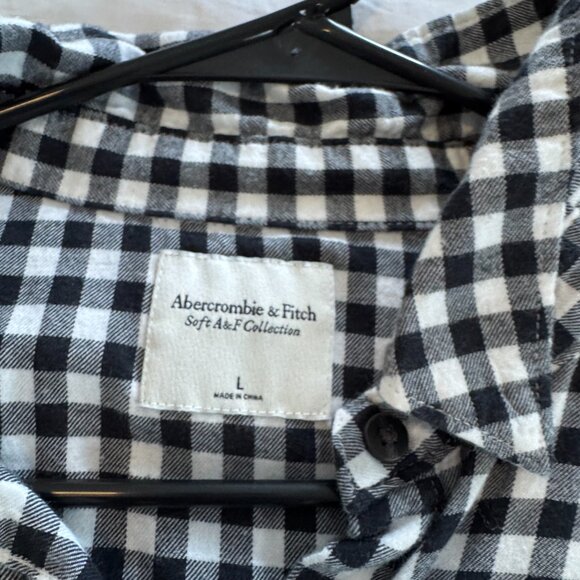 Abercrombie & Fitch
Soft A&F Collection
L
MADE IN CHINA